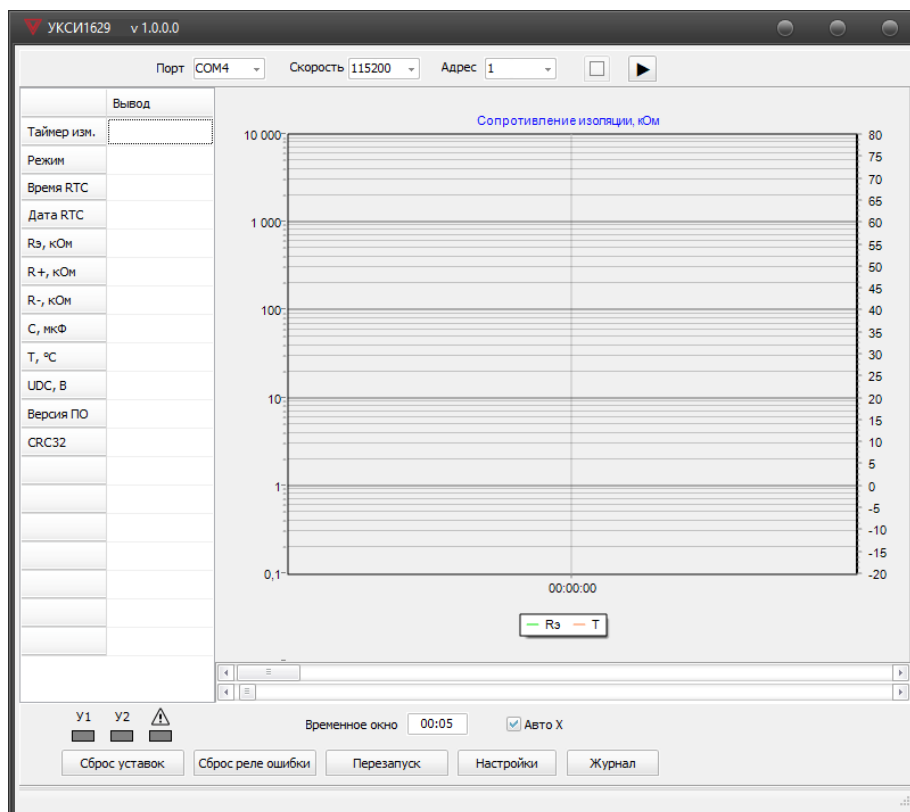 УКСИ1629 v 1.0.0.0
Порт COM4 Скорость 115200 Адрес 1
Вывод
Таймер изм.
Режим
Время RTC
Дата RTC
Rэ, кОм
R+, кОм
R-, кОм
C, мкФ
T, °C
UDC, В
Версия ПО
CRC32
Сопротивление изоляции, кОм
10 000
1 000
100
10
1
0,1
80
75
70
65
60
55
50
45
40
35
30
25
20
15
10
5
0
-5
-10
-15
-20
00:00:00
Rэ T
У1 У2
Временное окно 00:05 Авто X
Сброс уставок Сброс реле ошибки Перезапуск Настройки Журнал